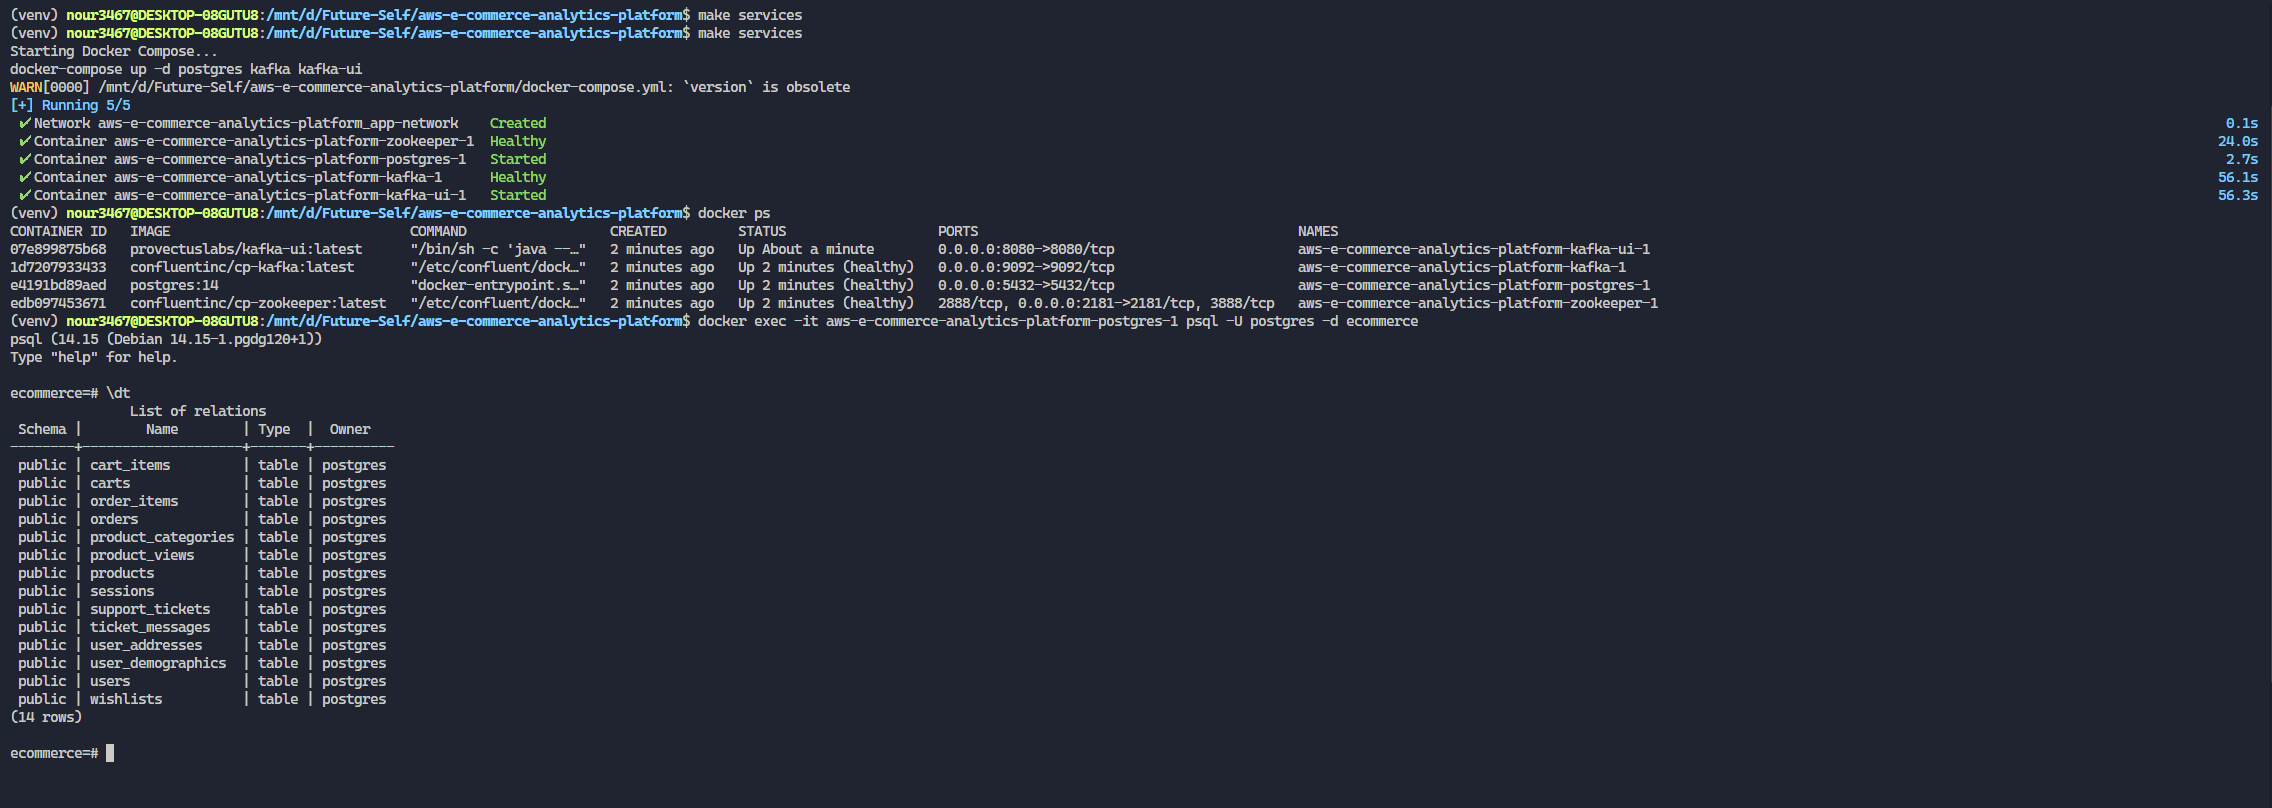 (venv) nour3467@DESKTOP-08GUTU8:/mnt/d/Future-Self/aws-e-commerce-analytics-platform$ make services
(venv) nour3467@DESKTOP-08GUTU8:/mnt/d/Future-Self/aws-e-commerce-analytics-platform$ make services
Starting Docker Compose...
docker-compose up -d postgres kafka kafka-ui
WARN[0000] /mnt/d/Future-Self/aws-e-commerce-analytics-platform/docker-compose.yml: `version` is obsolete
[+] Running 5/5
✔ Network aws-e-commerce-analytics-platform_app-network Created 0.1s
✔ Container aws-e-commerce-analytics-platform-zookeeper-1 Healthy 24.0s
✔ Container aws-e-commerce-analytics-platform-postgres-1 Started 2.7s
✔ Container aws-e-commerce-analytics-platform-kafka-1 Healthy 56.1s
✔ Container aws-e-commerce-analytics-platform-kafka-ui-1 Started 56.3s
(venv) nour3467@DESKTOP-08GUTU8:/mnt/d/Future-Self/aws-e-commerce-analytics-platform$ docker ps
CONTAINER ID   IMAGE   COMMAND   CREATED   STATUS   PORTS   NAMES
07e899875b68   provectuslabs/kafka-ui:latest   "/bin/sh -c 'java --…"   2 minutes ago   Up About a minute   0.0.0.0:8080->8080/tcp   aws-e-commerce-analytics-platform-kafka-ui-1
1d7207933433   confluentinc/cp-kafka:latest   "/etc/confluent/dock…"   2 minutes ago   Up 2 minutes (healthy)   0.0.0.0:9092->9092/tcp   aws-e-commerce-analytics-platform-kafka-1
e4191bd89aed   postgres:14   "docker-entrypoint.s…"   2 minutes ago   Up 2 minutes (healthy)   0.0.0.0:5432->5432/tcp   aws-e-commerce-analytics-platform-postgres-1
edb097453671   confluentinc/cp-zookeeper:latest   "/etc/confluent/dock…"   2 minutes ago   Up 2 minutes (healthy)   2888/tcp, 0.0.0.0:2181->2181/tcp, 3888/tcp   aws-e-commerce-analytics-platform-zookeeper-1
(venv) nour3467@DESKTOP-08GUTU8:/mnt/d/Future-Self/aws-e-commerce-analytics-platform$ docker exec -it aws-e-commerce-analytics-platform-postgres-1 psql -U postgres -d ecommerce
psql (14.15 (Debian 14.15-1.pgdg120+1))
Type "help" for help.
ecommerce=# \dt
List of relations
Schema | Name | Type | Owner
--------+--------------------+-------+----------
public | cart_items | table | postgres
public | carts | table | postgres
public | order_items | table | postgres
public | orders | table | postgres
public | product_categories | table | postgres
public | product_views | table | postgres
public | products | table | postgres
public | sessions | table | postgres
public | support_tickets | table | postgres
public | ticket_messages | table | postgres
public | user_addresses | table | postgres
public | user_demographics | table | postgres
public | users | table | postgres
public | wishlists | table | postgres
(14 rows)
ecommerce=#